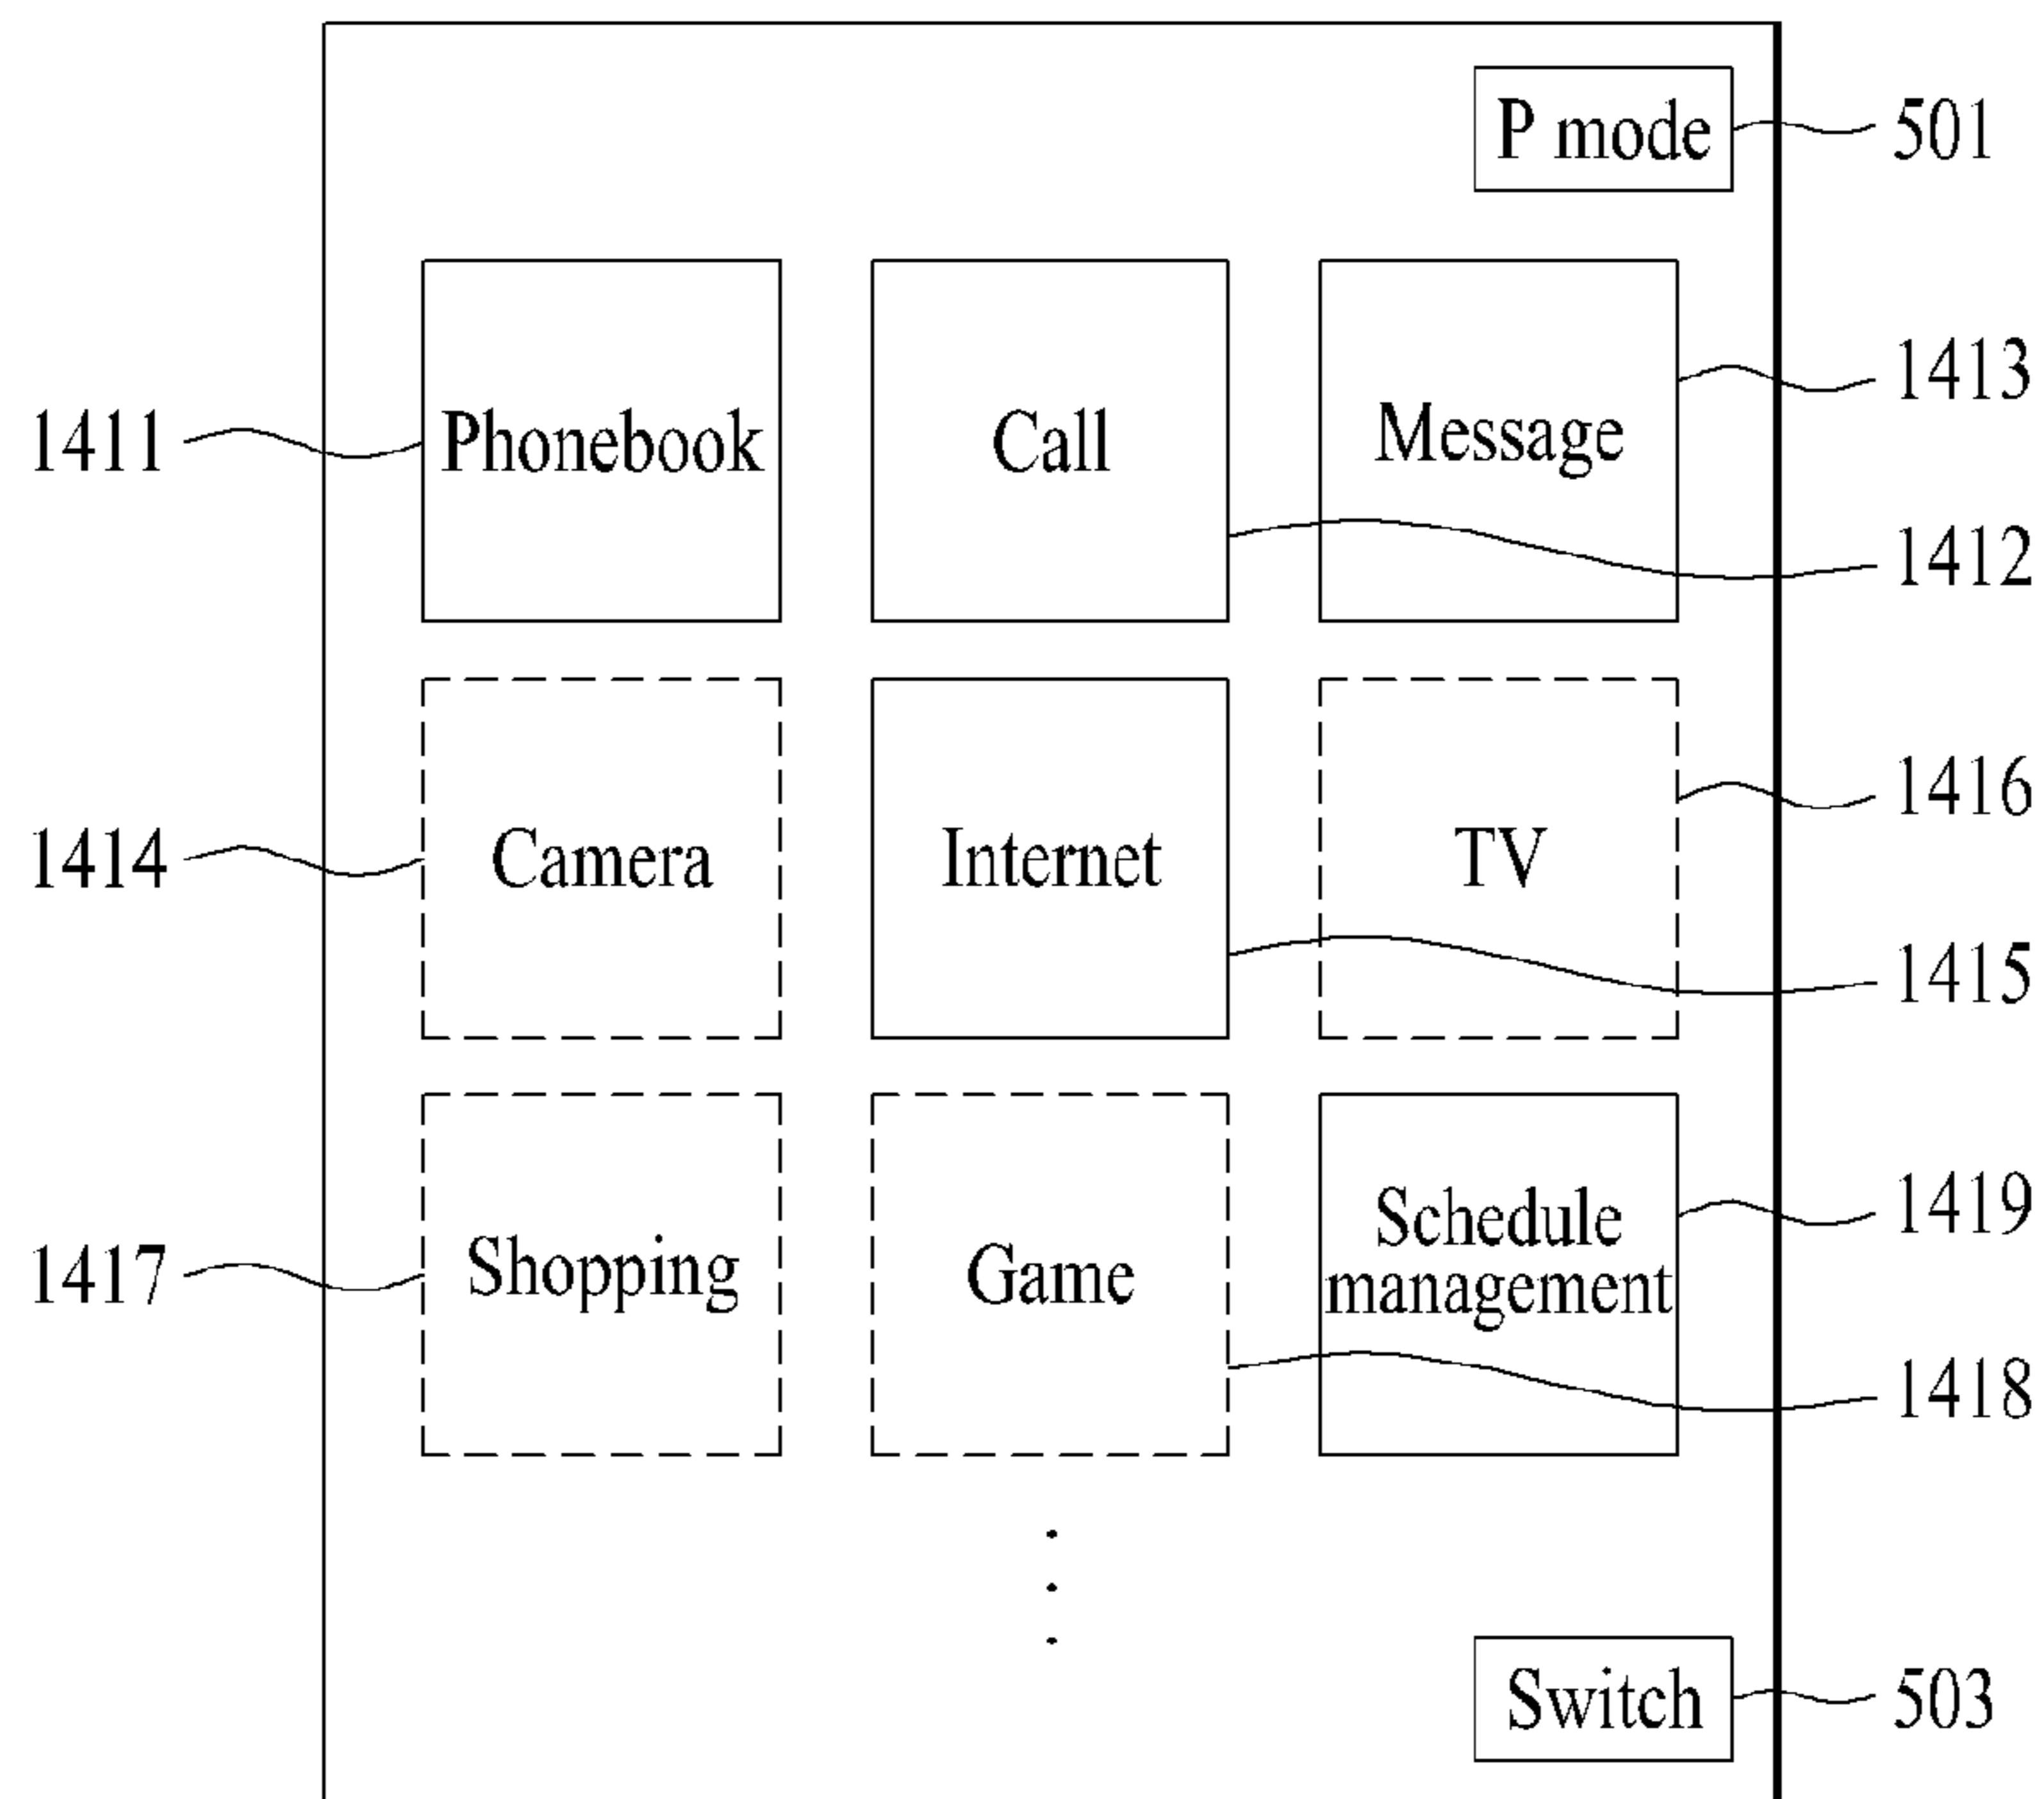 P mode
501
Phonebook
Call
Message
1411
1413
1412
Camera
Internet
TV
1414
1416
1415
Shopping
Game
Schedule
management
1417
1419
1418
Switch
503